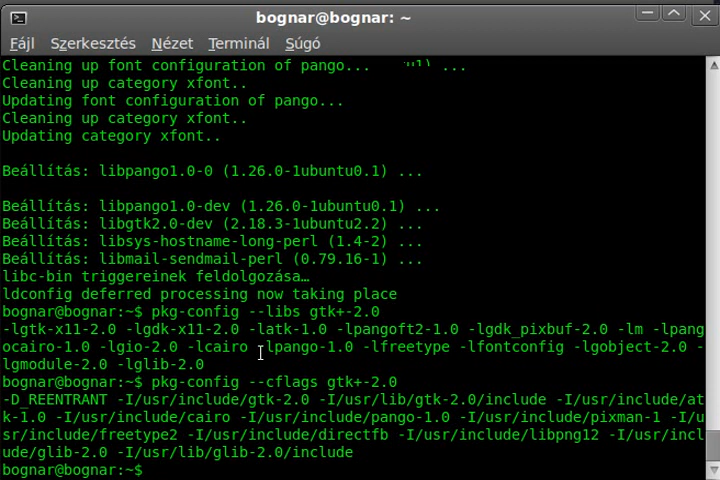 bognar@bognar: ~
Fájl Szerkesztés Nézet Terminál Súgó
Cleaning up font configuration of pango... ...
Cleaning up category xfont..
Updating font configuration of pango...
Cleaning up category xfont..
Updating category xfont..
Beállítás: libpango1.0-0 (1.26.0-1ubuntu0.1) ...
Beállítás: libpango1.0-dev (1.26.0-1ubuntu0.1) ...
Beállítás: libgtk2.0-dev (2.18.3-1ubuntu2.2) ...
Beállítás: libsys-hostname-long-perl (1.4-2) ...
Beállítás: libmail-sendmail-perl (0.79.16-1) ...
libc-bin triggereinek feldolgozása…
ldconfig deferred processing now taking place
bognar@bognar:~$ pkg-config --libs gtk+-2.0
-lgtk-x11-2.0 -lgdk-x11-2.0 -latk-1.0 -lpangoft2-1.0 -lgdk_pixbuf-2.0 -lm -lpang
ocairo-1.0 -lgio-2.0 -lcairo -lpango-1.0 -lfreetype -lfontconfig -lgobject-2.0 -
lgmodule-2.0 -lglib-2.0
bognar@bognar:~$ pkg-config --cflags gtk+-2.0
-D_REENTRANT -I/usr/include/gtk-2.0 -I/usr/lib/gtk-2.0/include -I/usr/include/at
k-1.0 -I/usr/include/cairo -I/usr/include/pango-1.0 -I/usr/include/pixman-1 -I/u
sr/include/freetype2 -I/usr/include/directfb -I/usr/include/libpng12 -I/usr/incl
ude/glib-2.0 -I/usr/lib/glib-2.0/include
bognar@bognar:~$